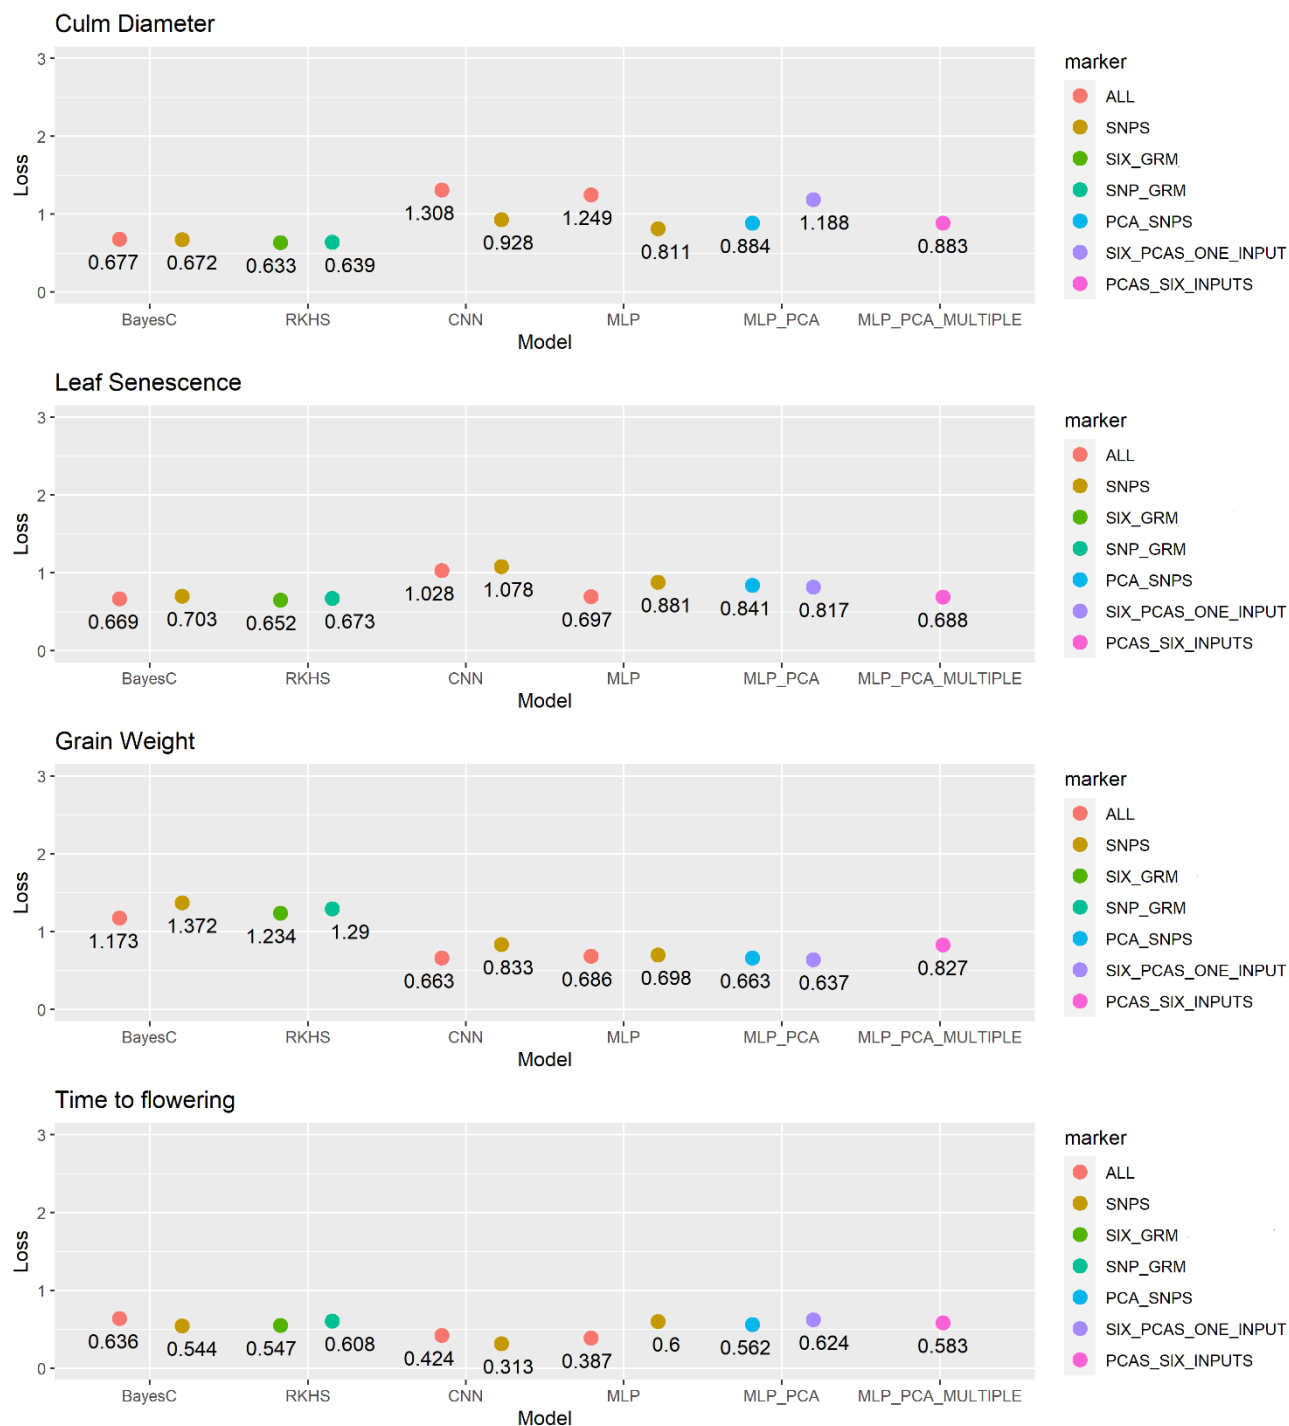 Culm Diameter
3
2
1
0
Loss
0.677
0.672
0.633
0.639
1.308
0.928
1.249
0.811
0.884
1.188
0.883
BayesC
RKHS
CNN
MLP
MLP_PCA
MLP_PCA_MULTIPLE
Model
marker
ALL
SNPS
SIX_GRM
SNP_GRM
PCA_SNPS
SIX_PCAS_ONE_INPUT
PCAS_SIX_INPUTS
Leaf Senescence
3
2
1
0
Loss
0.669
0.703
0.652
0.673
1.028
1.078
0.697
0.881
0.841
0.817
0.688
BayesC
RKHS
CNN
MLP
MLP_PCA
MLP_PCA_MULTIPLE
Model
marker
ALL
SNPS
SIX_GRM
SNP_GRM
PCA_SNPS
SIX_PCAS_ONE_INPUT
PCAS_SIX_INPUTS
Grain Weight
3
2
1
0
Loss
1.173
1.372
1.234
1.29
0.663
0.833
0.686
0.698
0.663
0.637
0.827
BayesC
RKHS
CNN
MLP
MLP_PCA
MLP_PCA_MULTIPLE
Model
marker
ALL
SNPS
SIX_GRM
SNP_GRM
PCA_SNPS
SIX_PCAS_ONE_INPUT
PCAS_SIX_INPUTS
Time to flowering
3
2
1
0
Loss
0.636
0.544
0.547
0.608
0.424
0.313
0.387
0.6
0.562
0.624
0.583
BayesC
RKHS
CNN
MLP
MLP_PCA
MLP_PCA_MULTIPLE
Model
marker
ALL
SNPS
SIX_GRM
SNP_GRM
PCA_SNPS
SIX_PCAS_ONE_INPUT
PCAS_SIX_INPUTS